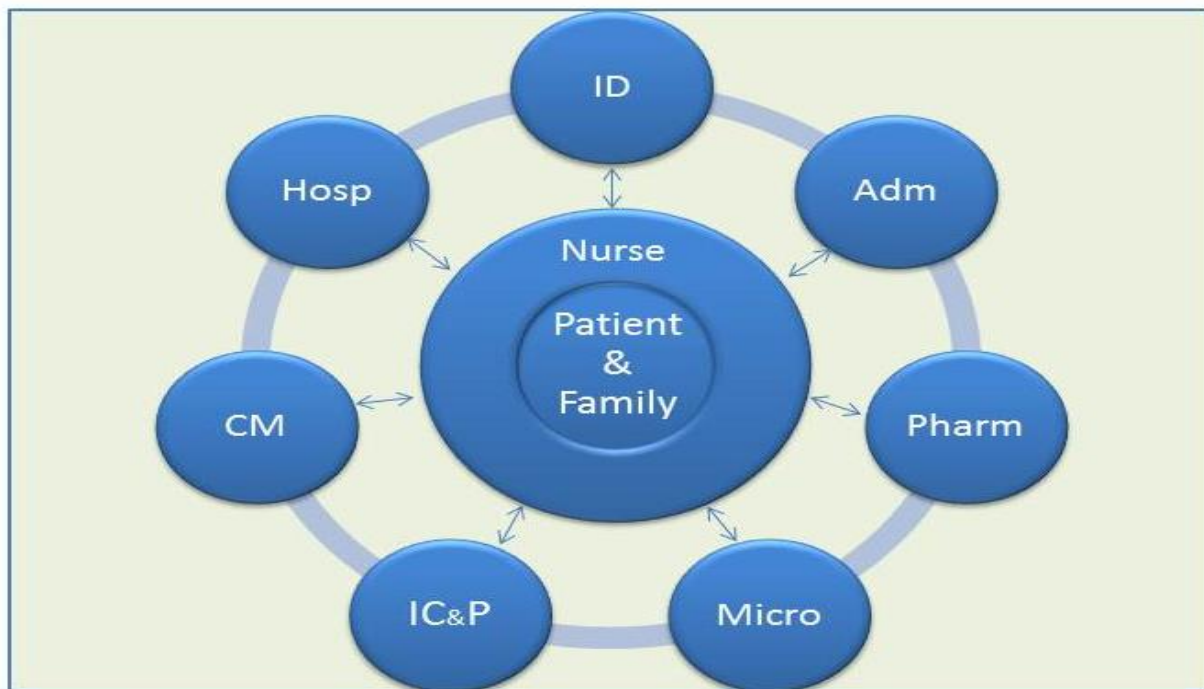 ID
Hosp
Adm
Nurse
Patient
&
Family
CM
Pharm
IC&P
Micro